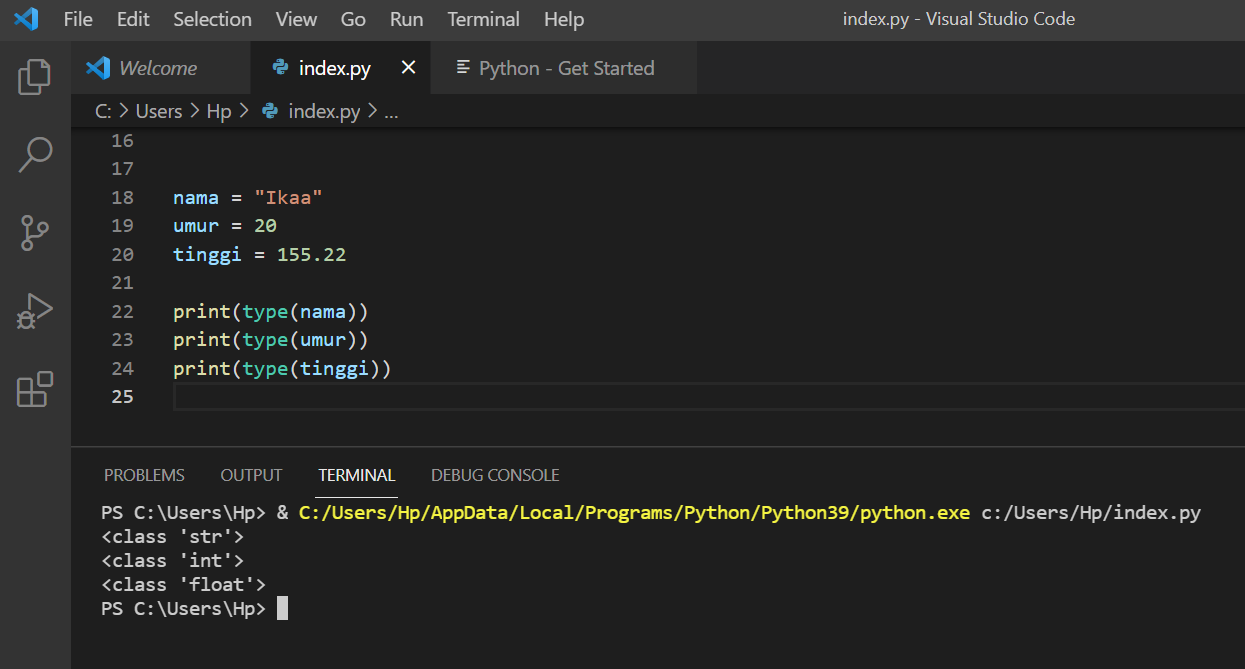 File Edit Selection View Go Run Terminal Help index.py - Visual Studio Code
Welcome index.py Python - Get Started
C: > Users > Hp > index.py > ...
16
17
18 nama = "Ikaa"
19 umur = 20
20 tinggi = 155.22
21
22 print(type(nama))
23 print(type(umur))
24 print(type(tinggi))
25
PROBLEMS OUTPUT TERMINAL DEBUG CONSOLE
PS C:\Users\Hp> & C:/Users/Hp/AppData/Local/Programs/Python/Python39/python.exe c:/Users/Hp/index.py
<class 'str'>
<class 'int'>
<class 'float'>
PS C:\Users\Hp>